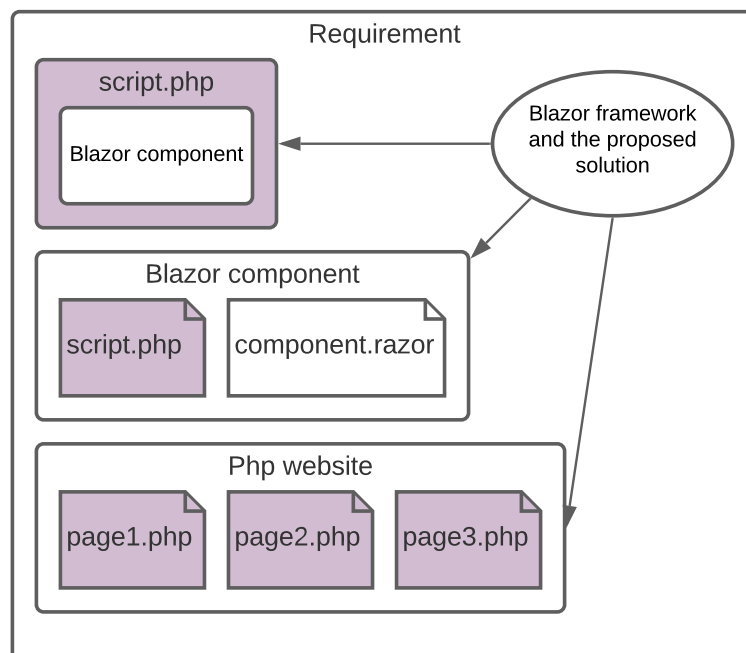 Requirement
script.php
Blazor component
Blazor framework
and the proposed
solution
Blazor component
script.php
component.razor
Php website
page1.php
page2.php
page3.php